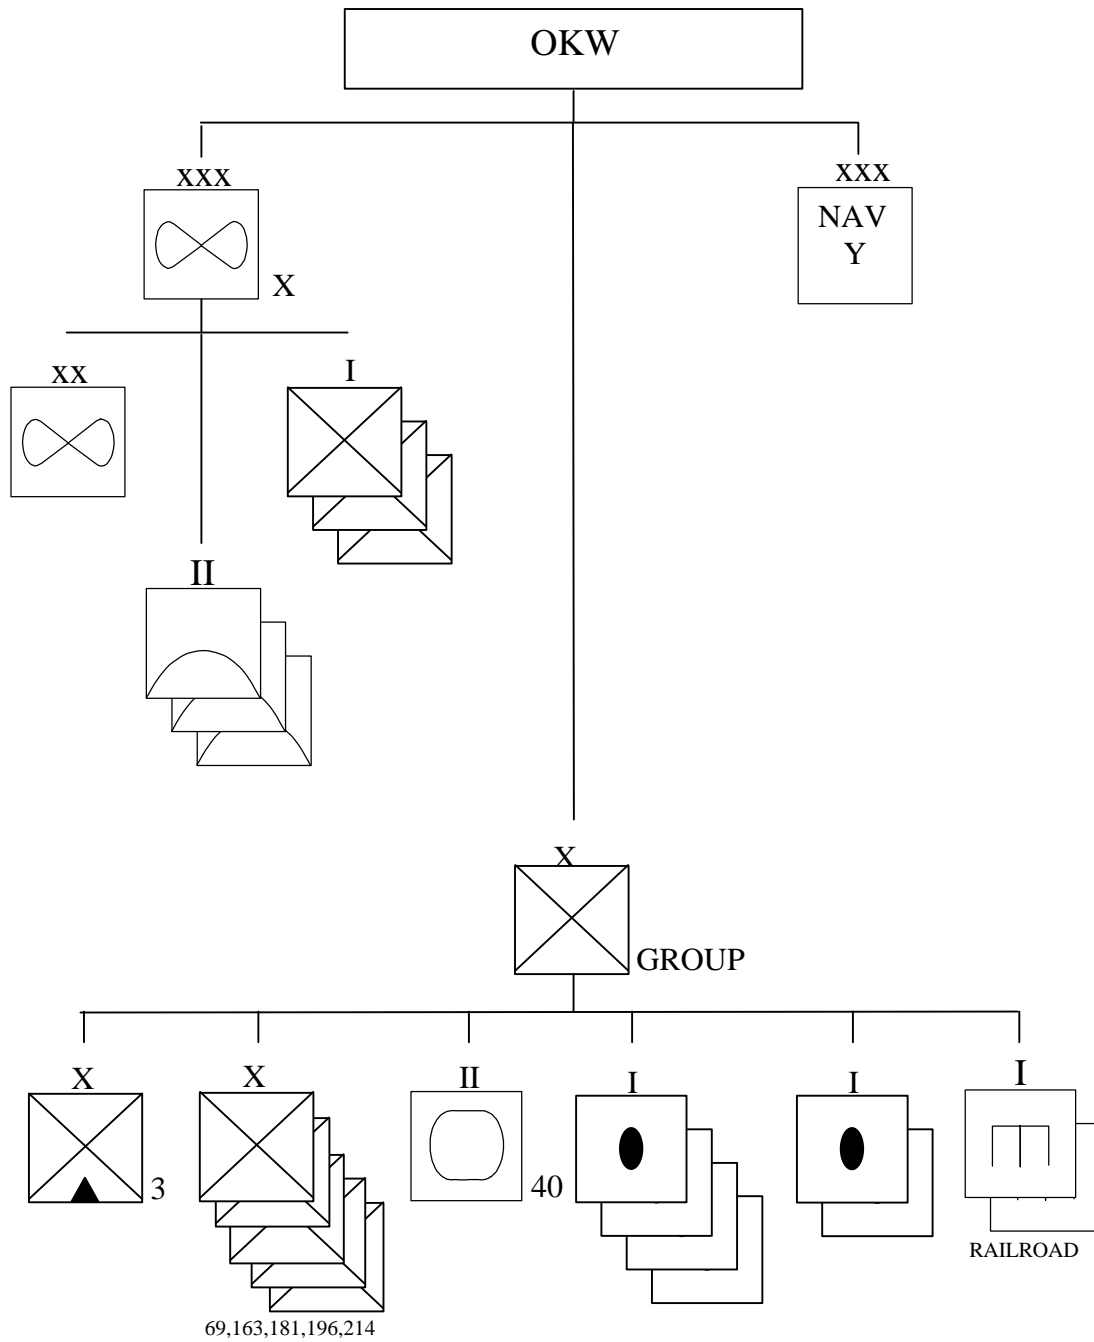 OKW
XXX
XXX
NAV
Y
X
XX
I
II
X
GROUP
X
X
II
I
I
I
3
40
RAILROAD
69,163,181,196,214